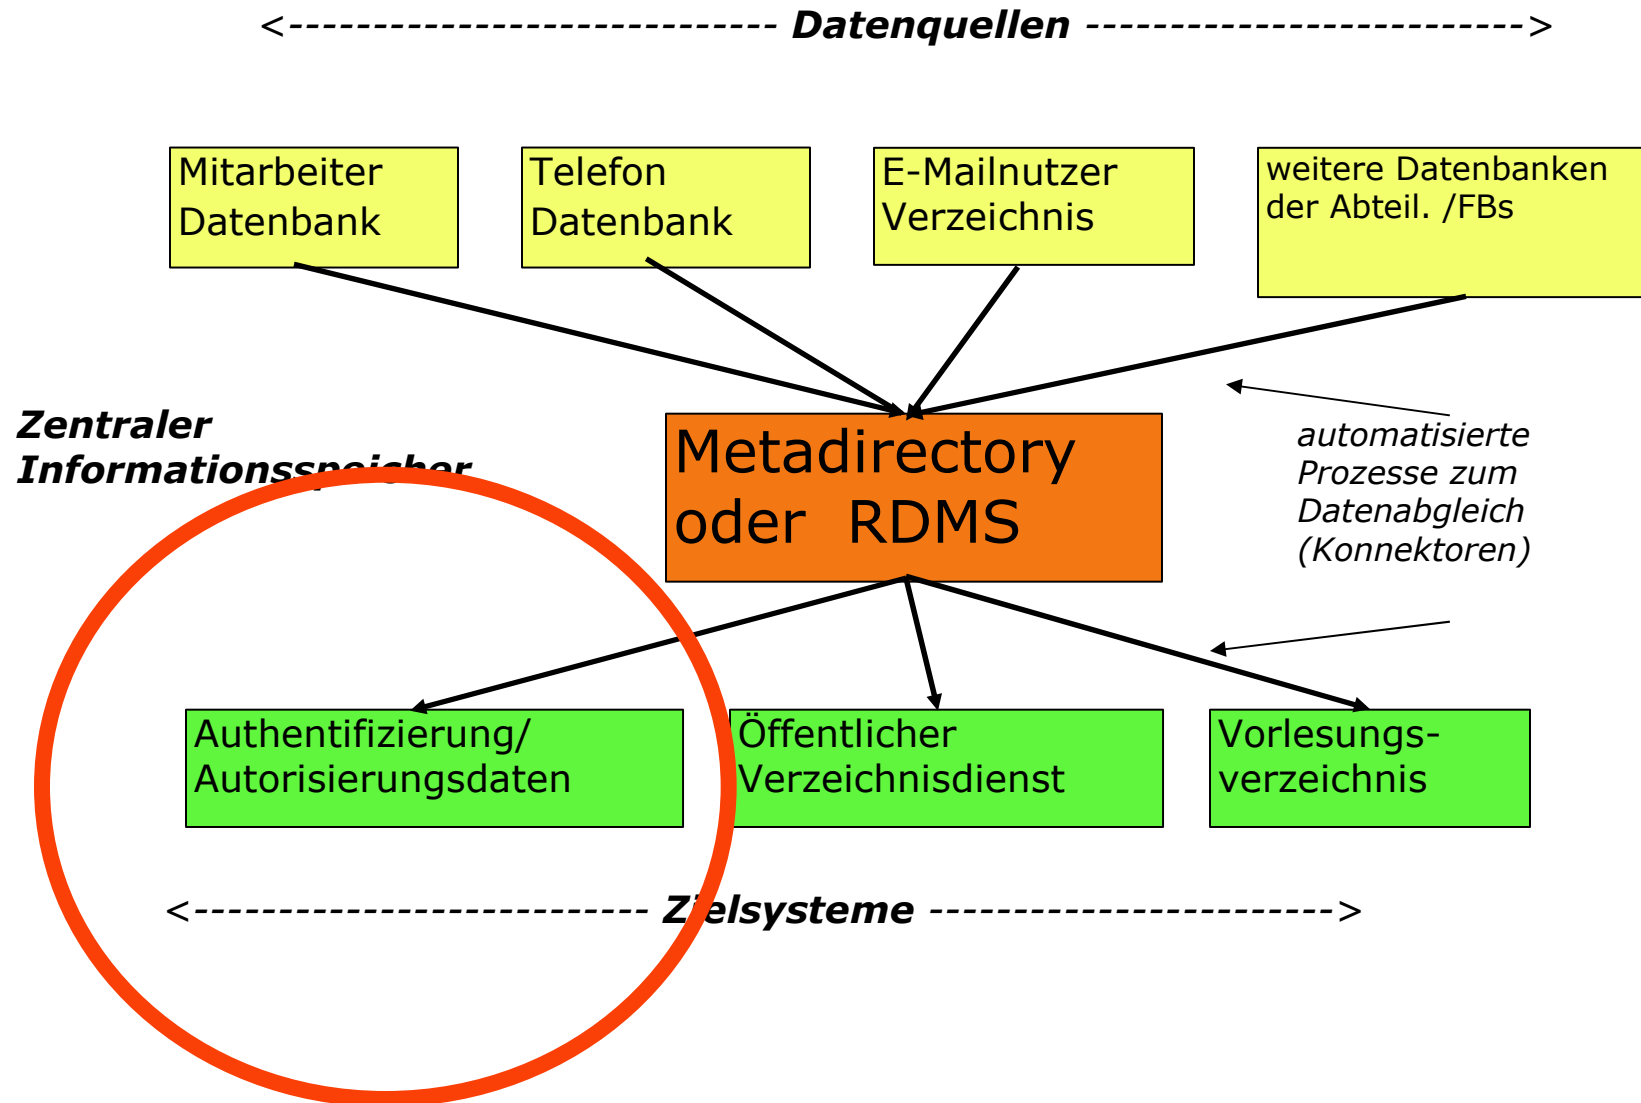 <--------------------------- Datenquellen ------------------------>
Mitarbeiter
Datenbank
Telefon
Datenbank
E-Mailnutzer
Verzeichnis
weitere Datenbanken
der Abteil. /FBs
Zentraler
Informationsspeicher
Metadirectory
oder RDMS
automatisierte
Prozesse zum
Datenabgleich
(Konnektoren)
Authentifizierung/
Autorisierungsdaten
Öffentlicher
Verzeichnisdienst
Vorlesungs-
verzeichnis
<------------------------- Zielsysteme ---------------------->